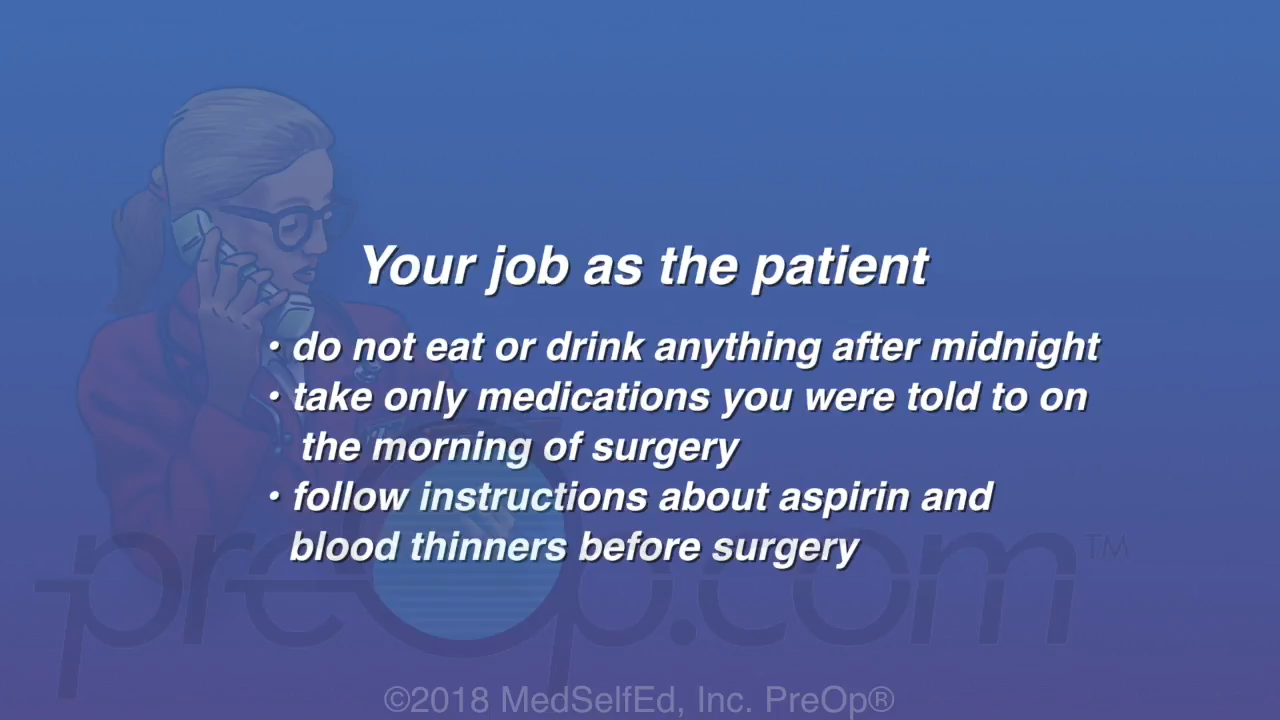 Your job as the patient
• do not eat or drink anything after midnight
• take only medications you were told to on
the morning of surgery
• follow instructions about aspirin and
blood thinners before surgery
preOp.com™
©2018 MedSelfEd, Inc. PreOp®